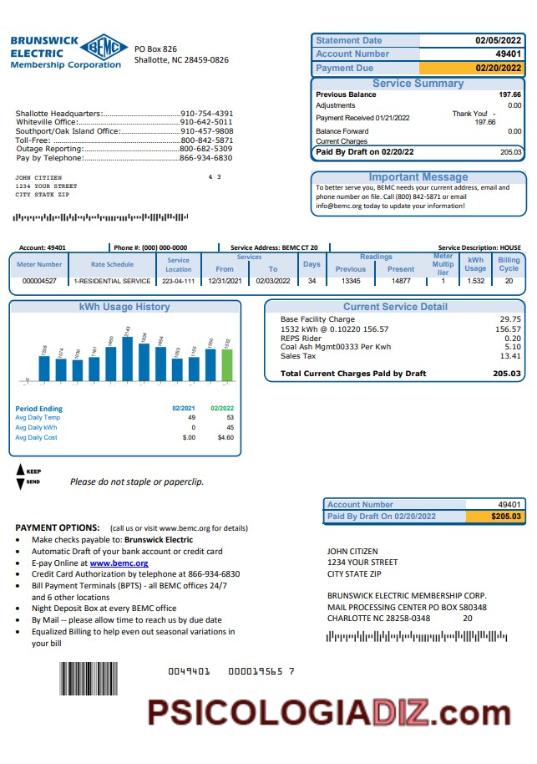 BRUNSWICK
ELECTRIC
BEMC
Membership Corporation
PO Box 826
Shallotte, NC 28459-0826
Statement Date 02/05/2022
Account Number 49401
Payment Due 02/20/2022
Service Summary
Previous Balance 197.66
Adjustments 0.00
Payment Received 01/21/2022 Thank You! - 197.66
Balance Forward 0.00
Current Charges
Paid By Draft on 02/20/22 205.03
Shallotte Headquarters:...................910-754-4391
Whiteville Office:...................910-642-5011
Southport/Oak Island Office:...................910-457-9808
Toll-Free:...................800-842-5871
Outage Reporting:...................800-682-5309
Pay by Telephone:...................866-934-6830
JOHN CITIZEN 4 3
1234 YOUR STREET
CITY STATE ZIP
Important Message
To better serve you, BEMC needs your current address, email and
phone number on file. Call (800) 842-5871 or email
info@bemc.org today to update your information!
Account: 49401 Phone #: (000) 000-0000 Service Address: BEMC CT 20 Service Description: HOUSE
Meter Number Rate Schedule Service Location Services From To Days Readings Previous Present Meter Multip lier kWh Usage Billing Cycle
000004527 1-RESIDENTIAL SERVICE 223-04-111 12/31/2021 02/03/2022 34 13345 14877 1 1.532 20
kWh Usage History
Period Ending 02/2021 02/2022
Avg Daily Temp 49 53
Avg Daily kWh 0 45
Avg Daily Cost $.00 $4.60
Current Service Detail
Base Facility Charge 29.75
1532 kWh @ 0.10220 156.57 156.57
REPS Rider 0.20
Coal Ash Mgmt00333 Per Kwh 5.10
Sales Tax 13.41
Total Current Charges Paid by Draft 205.03
KEEP
SEND
Please do not staple or paperclip.
Account Number 49401
Paid By Draft On 02/20/2022 $205.03
PAYMENT OPTIONS: (call us or visit www.bemc.org for details)
• Make checks payable to: Brunswick Electric
• Automatic Draft of your bank account or credit card
• E-pay Online at www.bemc.org
• Credit Card Authorization by telephone at 866-934-6830
• Bill Payment Terminals (BPTS) - all BEMC offices 24/7
and 6 other locations
• Night Deposit Box at every BEMC office
• By Mail -- please allow time to reach us by due date
• Equalized Billing to help even out seasonal variations in
your bill
JOHN CITIZEN
1234 YOUR STREET
CITY STATE ZIP
BRUNSWICK ELECTRIC MEMBERSHIP CORP.
MAIL PROCESSING CENTER PO BOX 580348
CHARLOTTE NC 28258-0348 20
0049401 000019565 7
PSICOLOGIADIZ.com